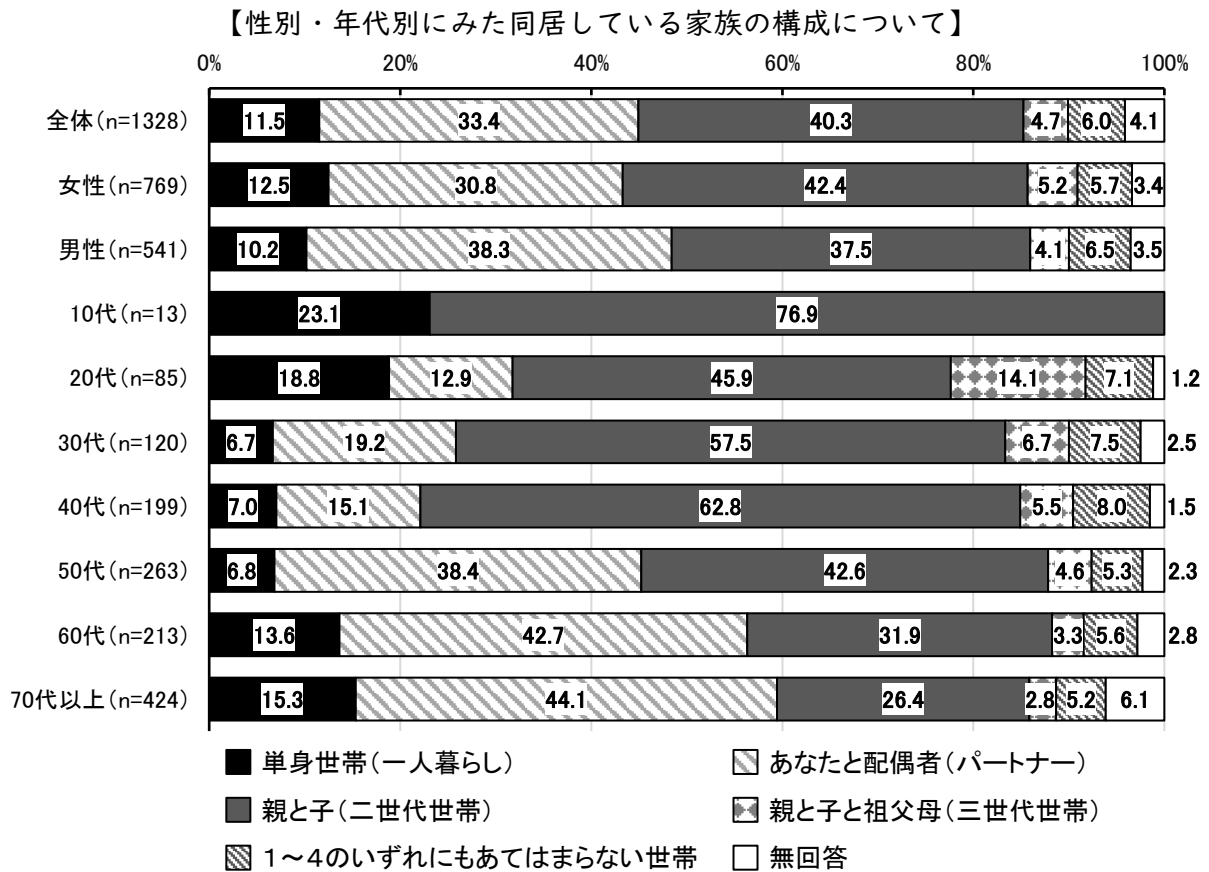 【性別・年代別にみた同居している家族の構成について】
0% 20% 40% 60% 80% 100%
全体(n=1328) 11.5 33.4 40.3 4.7 6.0 4.1
女性(n=769) 12.5 30.8 42.4 5.2 5.7 3.4
男性(n=541) 10.2 38.3 37.5 4.1 6.5 3.5
10代(n=13) 23.1 76.9
20代(n=85) 18.8 12.9 45.9 14.1 7.1 1.2
30代(n=120) 6.7 19.2 57.5 6.7 7.5 2.5
40代(n=199) 7.0 15.1 62.8 5.5 8.0 1.5
50代(n=263) 6.8 38.4 42.6 4.6 5.3 2.3
60代(n=213) 13.6 42.7 31.9 3.3 5.6 2.8
70代以上(n=424) 15.3 44.1 26.4 2.8 5.2 6.1
単身世帯(一人暮らし) あなたと配偶者(パートナー)
親と子(二世代世帯) 親と子と祖父母(三世代世帯)
1~4のいずれにもあてはまらない世帯 無回答